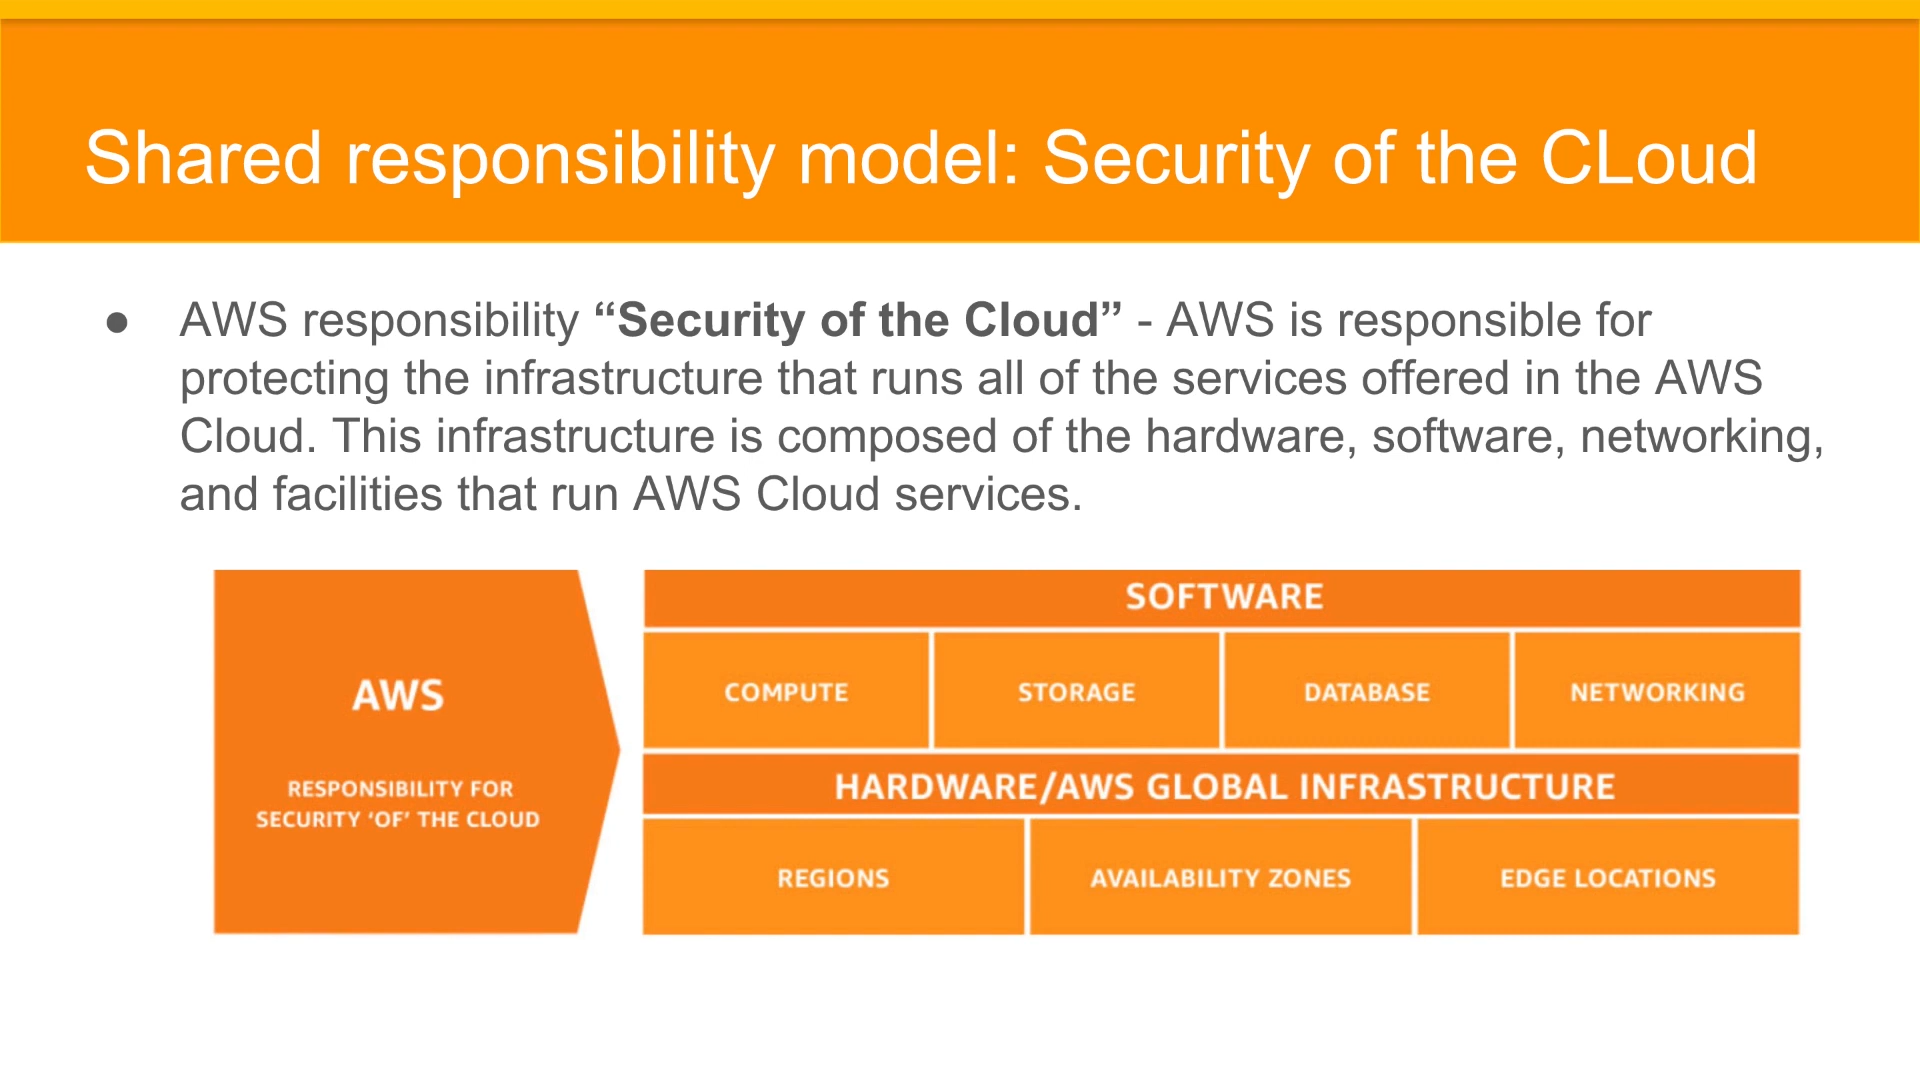 Shared responsibility model: Security of the CLoud
● AWS responsibility “Security of the Cloud” - AWS is responsible for
protecting the infrastructure that runs all of the services offered in the AWS
Cloud. This infrastructure is composed of the hardware, software, networking,
and facilities that run AWS Cloud services.
AWS
RESPONSIBILITY FOR
SECURITY ‘OF’ THE CLOUD
SOFTWARE
COMPUTE STORAGE DATABASE NETWORKING
HARDWARE/AWS GLOBAL INFRASTRUCTURE
REGIONS AVAILABILITY ZONES EDGE LOCATIONS